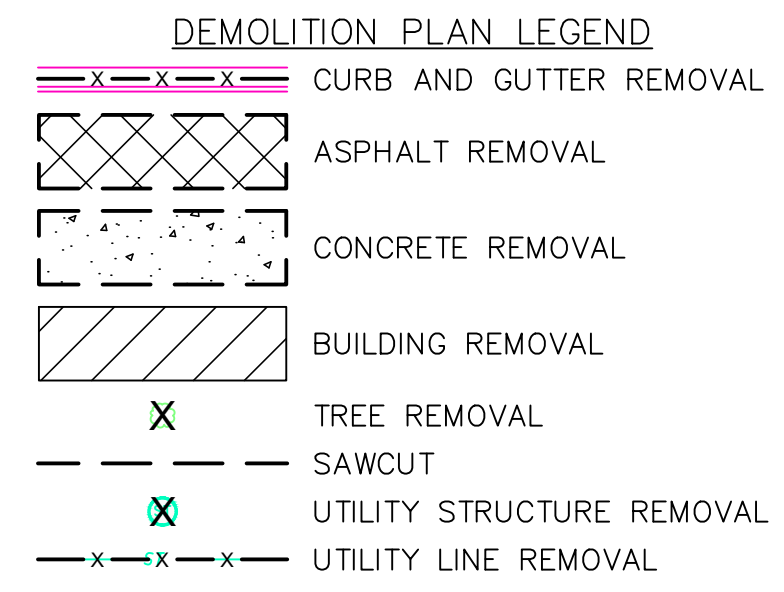 DEMOLITION PLAN LEGEND
X X X CURB AND GUTTER REMOVAL
ASPHALT REMOVAL
CONCRETE REMOVAL
BUILDING REMOVAL
X TREE REMOVAL
SAWCUT
X UTILITY STRUCTURE REMOVAL
X ST X X UTILITY LINE REMOVAL